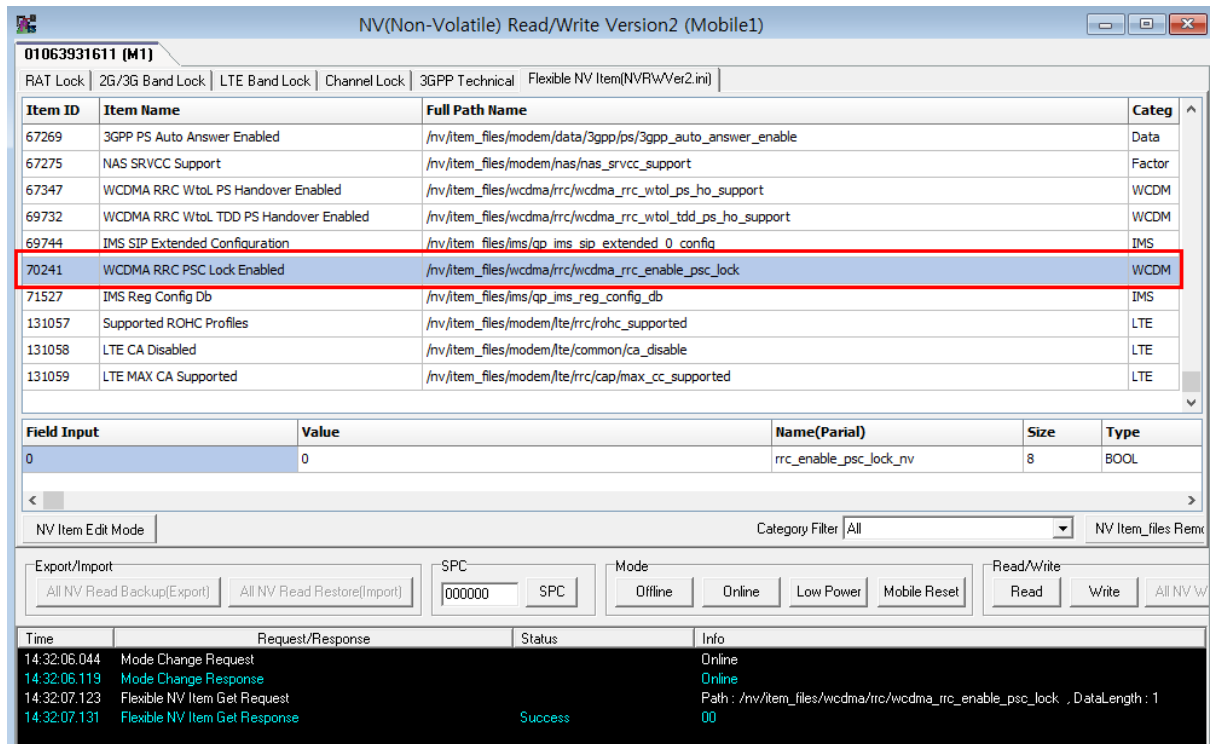 NV(Non-Volatile) Read/Write Version2 (Mobile1)
01063931611 (M1)
RAT Lock 2G/3G Band Lock LTE Band Lock Channel Lock 3GPP Technical Flexible NV Item(NVRWVer2.ini)
Item ID Item Name Full Path Name Categ
67269 3GPP PS Auto Answer Enabled /nv/item_files/modem/data/3gpp/ps/3gpp_auto_answer_enable Data
67275 NAS SRVCC Support /nv/item_files/modem/nas/nas_srvcc_support Factor
67347 WCDMA RRC WtoL PS Handover Enabled /nv/item_files/wcdma/rrc/wcdma_rrc_wtol_ps_ho_support WCDM
69732 WCDMA RRC WtoL TDD PS Handover Enabled /nv/item_files/wcdma/rrc/wcdma_rrc_wtol_tdd_ps_ho_support WCDM
69744 IMS SIP Extended Configuration /nv/item_files/ims/qp_ims_sip_extended_0_config IMS
70241 WCDMA RRC PSC Lock Enabled /nv/item_files/wcdma/rrc/wcdma_rrc_enable_psc_lock WCDM
71527 IMS Reg Config Db /nv/item_files/ims/qp_ims_reg_config_db IMS
131057 Supported ROHC Profiles /nv/item_files/modem/lte/rrc/rohc_supported LTE
131058 LTE CA Disabled /nv/item_files/modem/lte/common/ca_disable LTE
131059 LTE MAX CA Supported /nv/item_files/modem/lte/rrc/cap/max_cc_supported LTE
Field Input Value Name(Parial) Size Type
0 0 rrc_enable_psc_lock_nv 8 BOOL
NV Item Edit Mode Category Filter All NV Item_files Remo
Export/Import SPC Mode Read/Write
All NV Read Backup(Export) All NV Read Restore(Import) 000000 SPC Offline Online Low Power Mobile Reset Read Write All NV W
Time Request/Response Status Info
14:32:06.044 Mode Change Request Online
14:32:06.119 Mode Change Response Online
14:32:07.123 Flexible NV Item Get Request Path : /nv/item_files/wcdma/rrc/wcdma_rrc_enable_psc_lock , DataLength : 1
14:32:07.131 Flexible NV Item Get Response Success 00